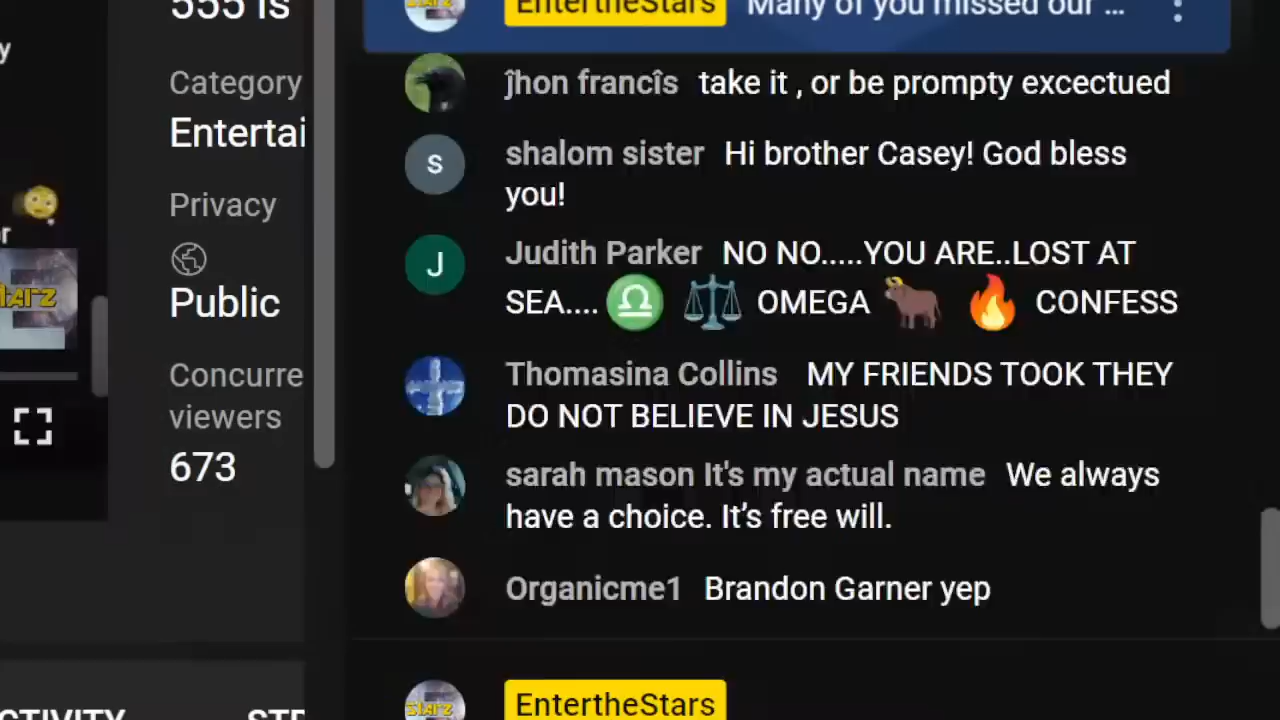 555 is
y
Category
Entertai
Privacy
r
Public
Concurre
viewers
673
CTIVITY
EntertheStars Many of you missed our ...
ĵhon francîs take it , or be prompty excectued
S
shalom sister Hi brother Casey! God bless
you!
J
Judith Parker NO NO.....YOU ARE..LOST AT
SEA.... ♎ ⚖️ OMEGA 🐂 🔥 CONFESS
Thomasina Collins MY FRIENDS TOOK THEY
DO NOT BELIEVE IN JESUS
sarah mason It's my actual name We always
have a choice. It’s free will.
Organicme1 Brandon Garner yep
STARZ
EntertheStars